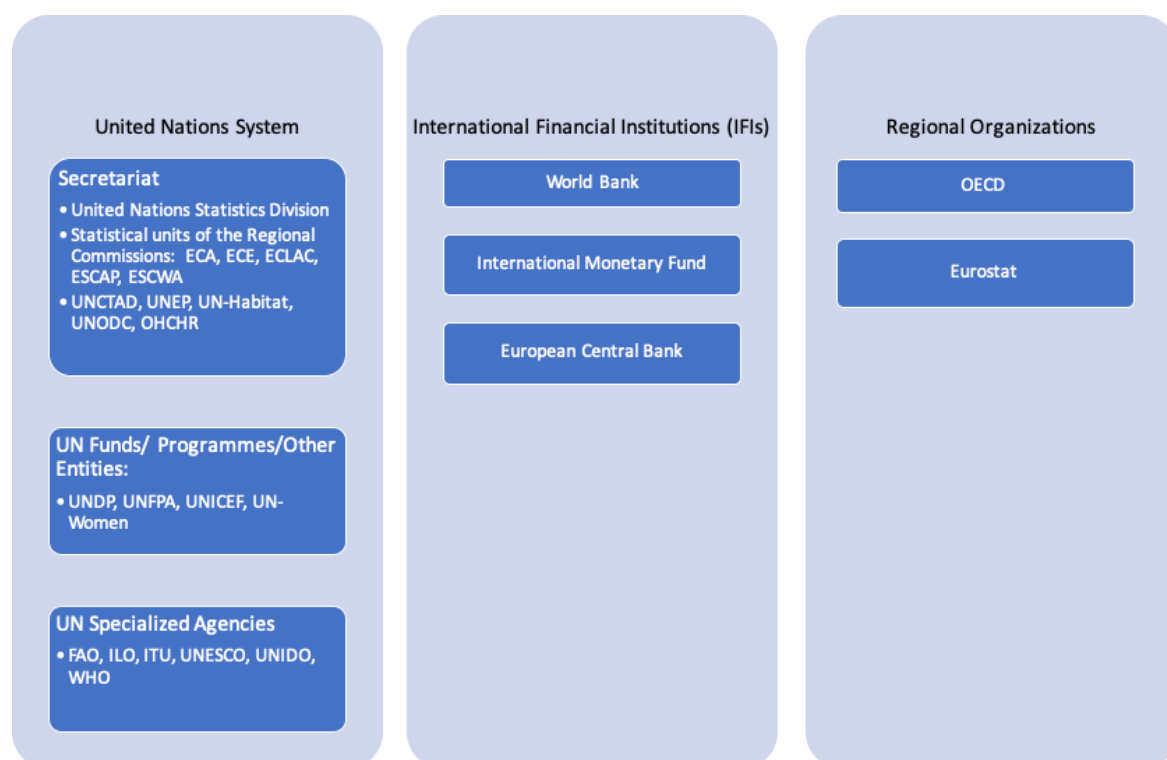 United Nations System
Secretariat
• United Nations Statistics Division
• Statistical units of the Regional
Commissions: ECA, ECE, ECLAC,
ESCAP, ESCWA
• UNCTAD, UNEP, UN-Habitat,
UNODC, OHCHR
UN Funds/ Programmes/Other
Entities:
• UNDP, UNFPA, UNICEF, UN-
Women
UN Specialized Agencies
• FAO, ILO, ITU, UNESCO, UNIDO,
WHO
International Financial Institutions (IFIs)
World Bank
International Monetary Fund
European Central Bank
Regional Organizations
OECD
Eurostat